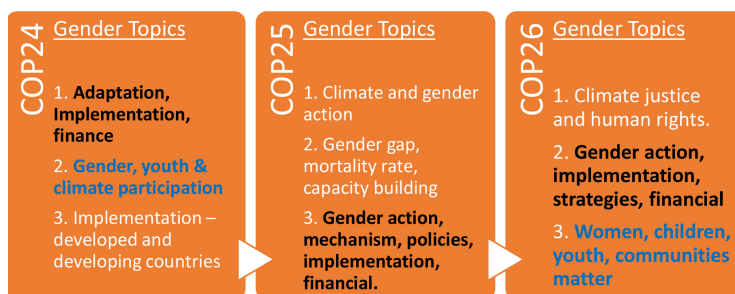 COP24
Gender Topics
1. Adaptation,
Implementation,
finance
2. Gender, youth &
climate participation
3. Implementation –
developed and
developing countries
COP25
Gender Topics
1. Climate and gender
action
2. Gender gap,
mortality rate,
capacity building
3. Gender action,
mechanism, policies,
implementation,
financial.
COP26
Gender Topics
1. Climate justice
and human rights.
2. Gender action,
implementation,
strategies, financial
3. Women, children,
youth, communities
matter